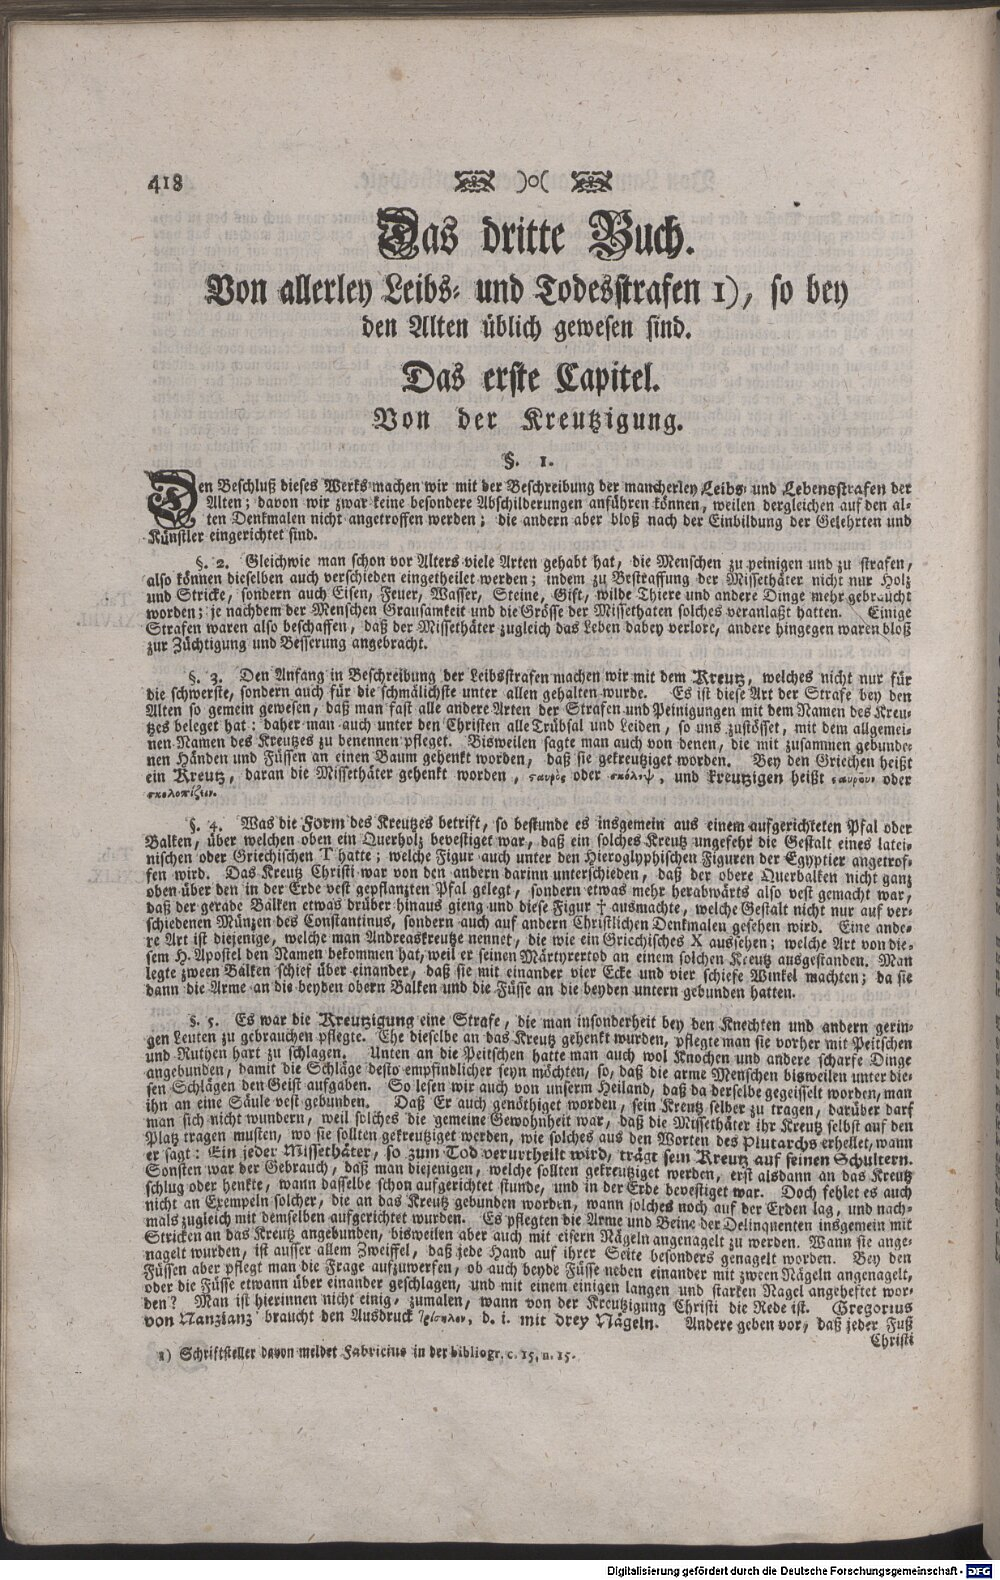 418 )o(
Das dritte Buch.
Von allerley Leibs- und Todesstrafen 1), so bey
den Alten üblich gewesen sind.
Das erste Capitel.
Von der Kreutzigung.
§. 1.
Den Beschluß dieses Werks machen wir mit der Beschreibung der mancherley Leibs- und Lebensstrafen der
Alten; davon wir zwar keine besondere Abschilderungen anführen können, weilen dergleichen auf den al-
ten Denkmalen nicht angetroffen werden; die andern aber bloß nach der Einbildung der Gelehrten und
Künstler eingerichtet sind.
§. 2. Gleichwie man schon vor Alters viele Arten gehabt hat, die Menschen zu peinigen und zu strafen,
also können dieselben auch verschieden eingetheilet werden; indem zu Bestraffung der Missethäter nicht nur Holz
und Stricke, sondern auch Eisen, Feuer, Wasser, Steine, Gift, wilde Thiere und andere Dinge mehr gebraucht
worden; je nachdem der Menschen Grausamkeit und die Grösse der Missethaten solches veranlaßt hatten. Einige
Strafen waren also beschaffen, daß der Missethäter zugleich das Leben dabey verlore, andere hingegen waren bloß
zur Züchtigung und Besserung angebracht.
§. 3. Den Anfang in Beschreibung der Leibsstrafen machen wir mit dem Kreutz, welches nicht nur für
die schwerste, sondern auch für die schmälichste unter allen gehalten wurde. Es ist diese Art der Strafe bey den
Alten so gemein gewesen, daß man fast alle andere Arten der Strafen und Peinigungen mit dem Namen des Kreu-
tzes beleget hat: daher man auch unter den Christen alle Trübsal und Leiden, so uns zustösset, mit dem allgemei-
nen Namen des Kreutzes zu benennen pfleget. Bisweilen sagte man auch von denen, die mit zusammen gebunde-
nen Händen und Füssen an einen Baum gehenkt worden, daß sie gekreutziget worden. Bey den Griechen heißt
ein Kreutz, daran die Missethäter gehenkt worden, ϛαυρὸς oder σκόλοψ, und kreutzigen heißt ϛαυρȣν oder
σκολοπίζειν.
§. 4. Was die Form des Kreutzes betrift, so bestunde es insgemein aus einem aufgerichteten Pfal oder
Balken, über welchen oben ein Querholz bevestiget war, daß ein solches Kreutz ungefehr die Gestalt eines latei-
nischen oder Griechischen T hatte; welche Figur auch unter den Hieroglyphischen Figuren der Egyptier angetrof-
fen wird. Das Kreutz Christi war von den andern darinn unterschieden, daß der obere Querbalken nicht ganz
oben über den in der Erde vest gepflanzten Pfal gelegt, sondern etwas mehr herabwärts also vest gemacht war,
daß der gerade Balken etwas drüber hinaus gieng und diese Figur † ausmachte, welche Gestalt nicht nur auf ver-
schiedenen Münzen des Constantinus, sondern auch auf andern Christlichen Denkmalen gesehen wird. Eine ande-
re Art ist diejenige, welche man Andreaskreutze nennet, die wie ein Griechisches X aussehen; welche Art von die-
sem H. Apostel den Namen bekommen hat, weil er seinen Märtyrertod an einem solchen Kreutz ausgestanden. Man
legte zween Balken schief über einander, daß sie mit einander vier Ecke und vier schiefe Winkel machten; da sie
dann die Arme an die beyden obern Balken und die Füsse an die beyden untern gebunden hatten.
§. 5. Es war die Kreutzigung eine Strafe, die man insonderheit bey den Knechten und andern gerin-
gen Leuten zu gebrauchen pflegte. Ehe dieselbe an das Kreutz gehenkt wurden, pflegte man sie vorher mit Peitschen
und Ruthen hart zu schlagen. Unten an die Peitschen hatte man auch wol Knochen und andere scharfe Dinge
angebunden, damit die Schläge desto empfindlicher seyn möchten, so, daß die arme Menschen bisweilen unter die-
sen Schlägen den Geist aufgaben. So lesen wir auch von unserm Heiland, daß da derselbe gegeisselt worden, man
ihn an eine Säule vest gebunden. Daß Er auch genöthiget worden, sein Kreutz selber zu tragen, darüber darf
man sich nicht wundern, weil solches die gemeine Gewohnheit war, daß die Missethäter ihr Kreutz selbst auf den
Platz tragen musten, wo sie sollten gekreutziget werden, wie solches aus den Worten des Plutarchs erhellet, wann
er sagt: Ein jeder Missethäter, so zum Tod verurtheilt wird, trägt sein Kreutz auf seinen Schultern.
Sonsten war der Gebrauch, daß man diejenigen, welche sollten gekreutziget werden, erst alsdann an das Kreutz
schlug oder henkte, wann dasselbe schon aufgerichtet stunde, und in der Erde bevestiget war. Doch fehlet es auch
nicht an Exempeln solcher, die an das Kreutz gebunden worden, wann solches noch auf der Erden lag, und nach-
mals zugleich mit demselben aufgerichtet wurden. Es pflegten die Arme und Beine der Delinquenten insgemein mit
Stricken an das Kreutz angebunden, bisweilen aber auch mit eisern Nägeln angenagelt zu werden. Wann sie ange-
nagelt wurden, ist ausser allem Zweiffel, daß jede Hand auf ihrer Seite besonders genagelt worden. Bey den
Füssen aber pflegt man die Frage aufzuwerfen, ob auch beyde Füsse neben einander mit zween Nägeln angenagelt,
oder die Füsse etwann über einander geschlagen, und mit einem einigen langen und starken Nagel angeheftet wor-
den? Man ist hierinnen nicht einig, zumalen, wann von der Kreutzigung Christi die Rede ist. Gregorius
von Nanzianz braucht den Ausdruck τρίσηλον, d. i. mit drey Nägeln. Andere geben vor, daß jeder Fuß
Christi
1) Schriftsteller davon meldet Fabricius in der bibliogr. c. 15, n. 15.
Digitalisierung gefördert durch die Deutsche Forschungsgemeinschaft - DFG